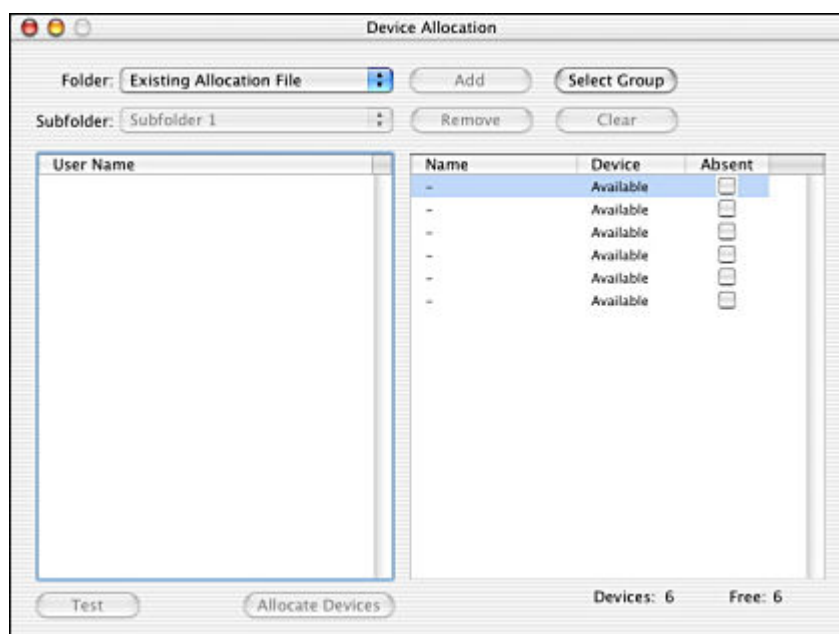 Device Allocation
Folder: Existing Allocation File Add Select Group
Subfolder: Subfolder 1 Remove Clear
User Name Name Device Absent
- Available
- Available
- Available
- Available
- Available
- Available
Devices: 6 Free: 6
Test Allocate Devices